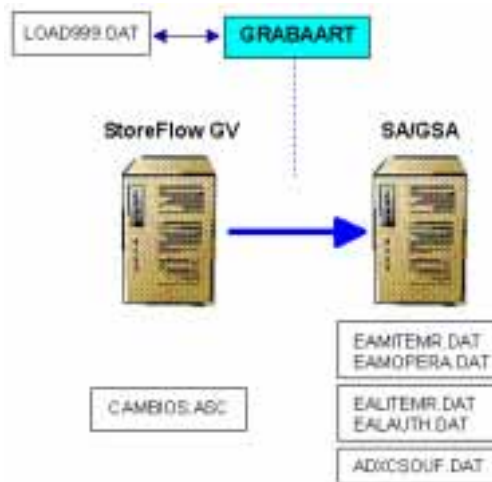 LOAD999.DAT
GRABAART
StoreFlow GV
SA/GSA
EAMITEMR.DAT
EAMOPERA.DAT
CAMBIOS.ASC
EALITEMR.DAT
EALAUTH.DAT
ADXCSOUF.DAT